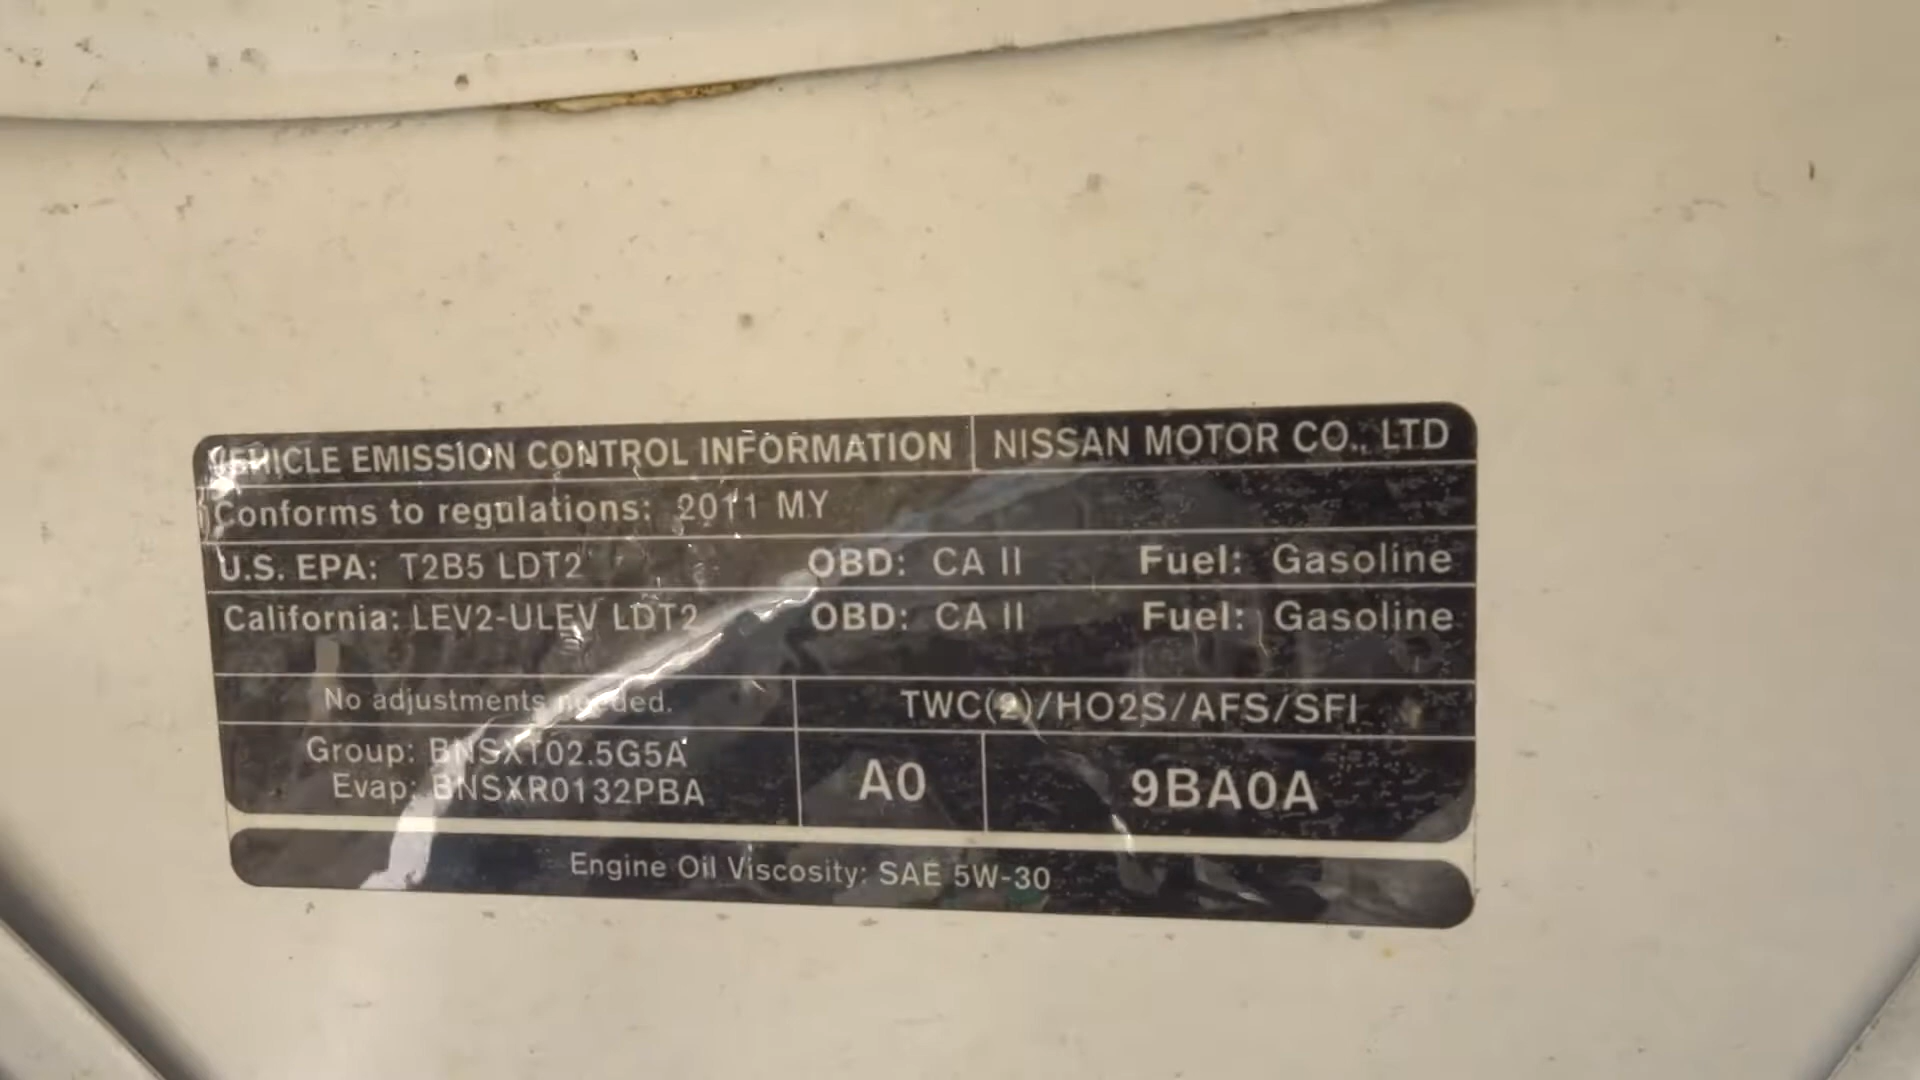 VEHICLE EMISSION CONTROL INFORMATION NISSAN MOTOR CO., LTD
Conforms to regulations: 2011 MY
U.S. EPA: T2B5 LDT2 OBD: CA II Fuel: Gasoline
California: LEV2-ULEV LDT2 OBD: CA II Fuel: Gasoline
No adjustments needed. TWC(2)/HO2S/AFS/SFI
Group: BNSXT02.5G5A
Evap: BNSXR0132PBA
A0 9BA0A
Engine Oil Viscosity: SAE 5W-30